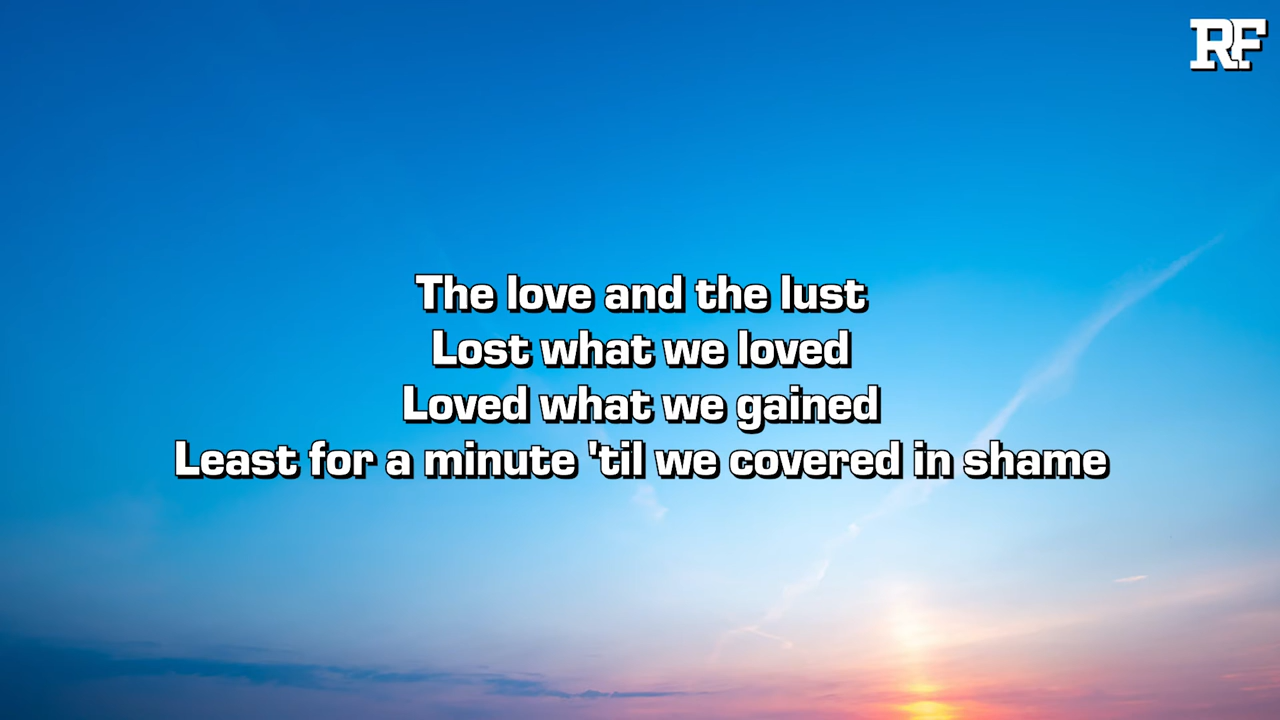 RF
The love and the lust
Lost what we loved
Loved what we gained
Least for a minute 'til we covered in shame